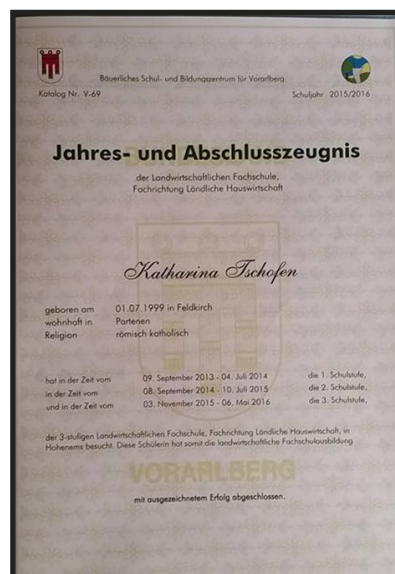 Bäuerliches Schul- und Bildungszentrum für Vorarlberg
Katalog Nr. V-69
Schuljahr 2015/2016
Jahres- und Abschlusszeugnis
der Landwirtschaftlichen Fachschule,
Fachrichtung Ländliche Hauswirtschaft
Katharina Tschofen
geboren am 01.07.1999 in Feldkirch
wohnhaft in Partenen
Religion römisch katholisch
hat in der Zeit vom 09. September 2013 - 04. Juli 2014 die 1. Schulstufe,
in der Zeit vom 08. September 2014 - 10. Juli 2015 die 2. Schulstufe,
und in der Zeit vom 03. November 2015 - 06. Mai 2016 die 3. Schulstufe,
der 3-stufigen Landwirtschaftlichen Fachschule, Fachrichtung Ländliche Hauswirtschaft, in
Hohenems besucht. Diese Schülerin hat somit die landwirtschaftliche Fachschulausbildung
VORARLBERG
mit ausgezeichnetem Erfolg abgeschlossen.